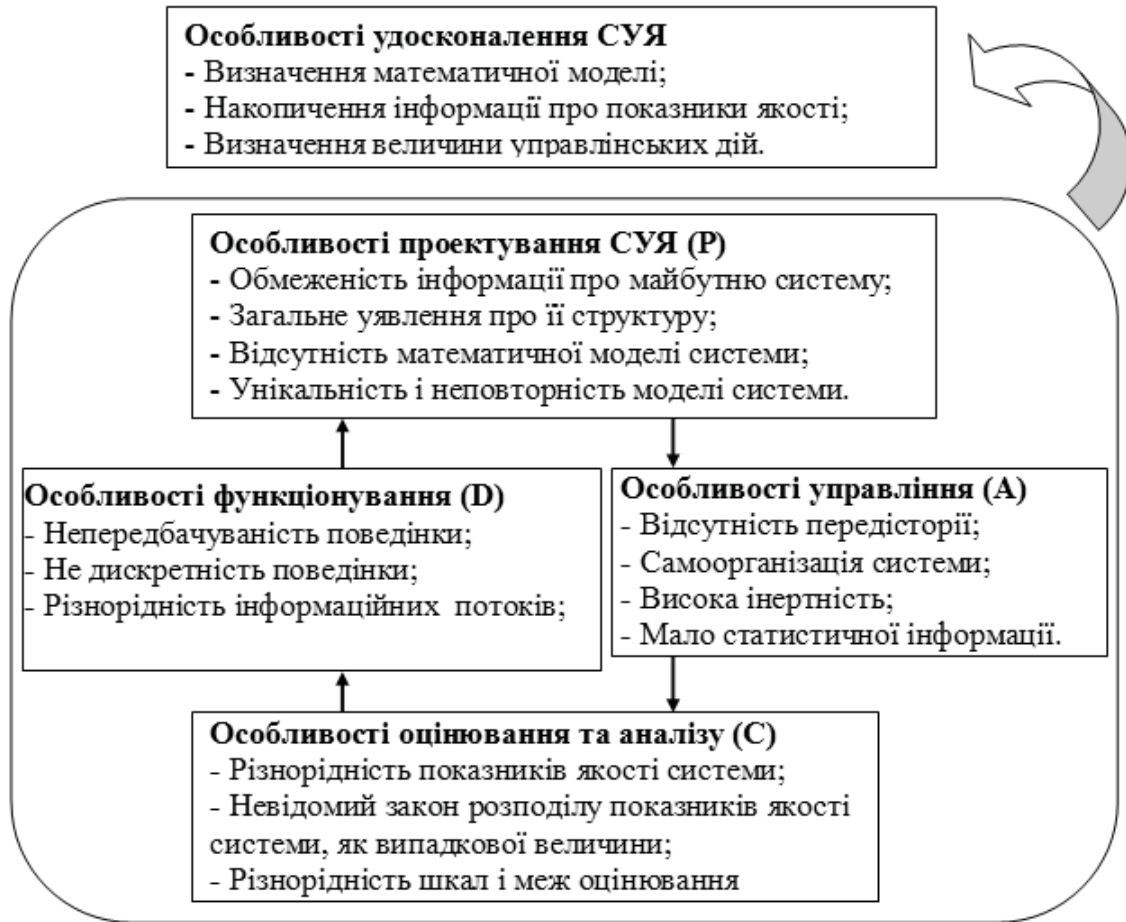 Особливості удосконалення СУЯ
- Визначення математичної моделі;
- Накопичення інформації про показники якості;
- Визначення величини управлінських дій.
Особливості проектування СУЯ (P)
- Обмеженість інформації про майбутню систему;
- Загальне уявлення про її структуру;
- Відсутність математичної моделі системи;
- Унікальність і неповторність моделі системи.
Особливості функціонування (D)
- Непередбачуваність поведінки;
- Не дискретність поведінки;
- Різнорідність інформаційних потоків;
Особливості управління (A)
- Відсутність передісторії;
- Самоорганізація системи;
- Висока інертність;
- Мало статистичної інформації.
Особливості оцінювання та аналізу (C)
- Різнорідність показників якості системи;
- Невідомий закон розподілу показників якості
системи, як випадкової величини;
- Різнорідність шкал і меж оцінювання